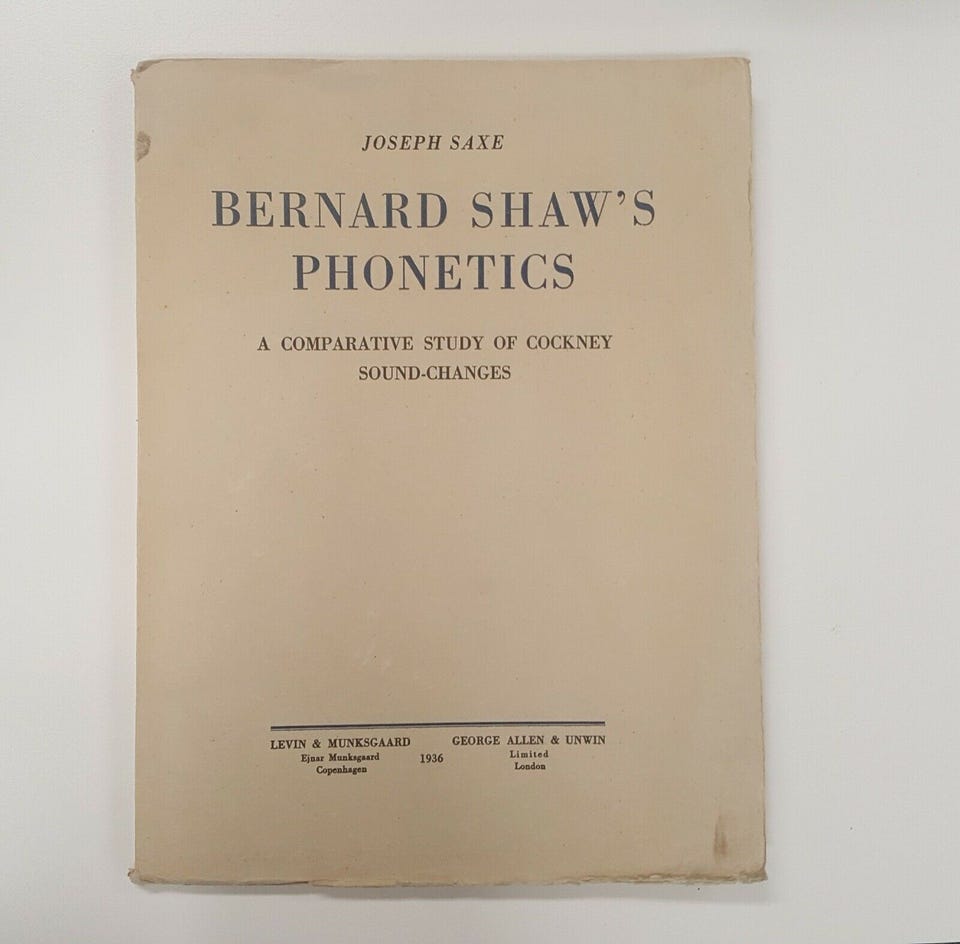 JOSEPH SAXE
BERNARD SHAW'S
PHONETICS
A COMPARATIVE STUDY OF COCKNEY
SOUND-CHANGES
LEVIN & MUNKSGAARD
Ejnar Munksgaard
Copenhagen
1936
GEORGE ALLEN & UNWIN
Limited
London